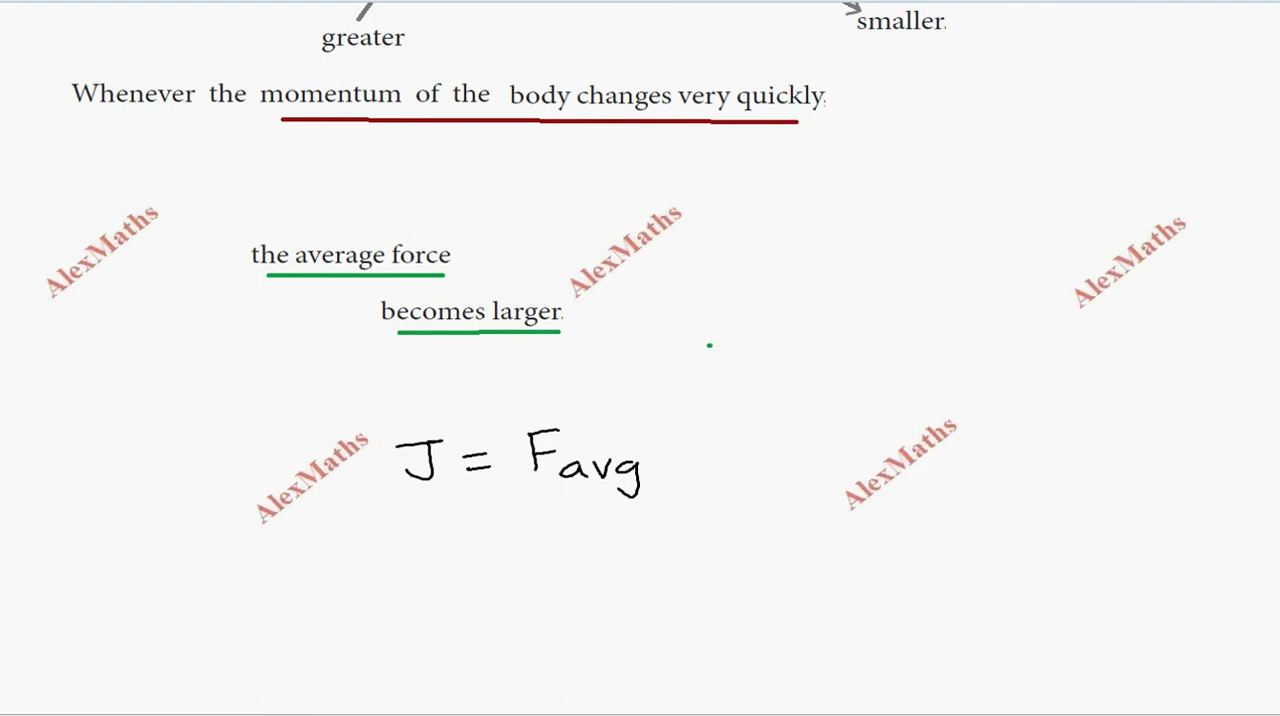 greater
smaller.
Whenever the momentum of the body changes very quickly,
AlexMaths
AlexMaths
AlexMaths
the average force
becomes larger.
J = Favg
AlexMaths
AlexMaths